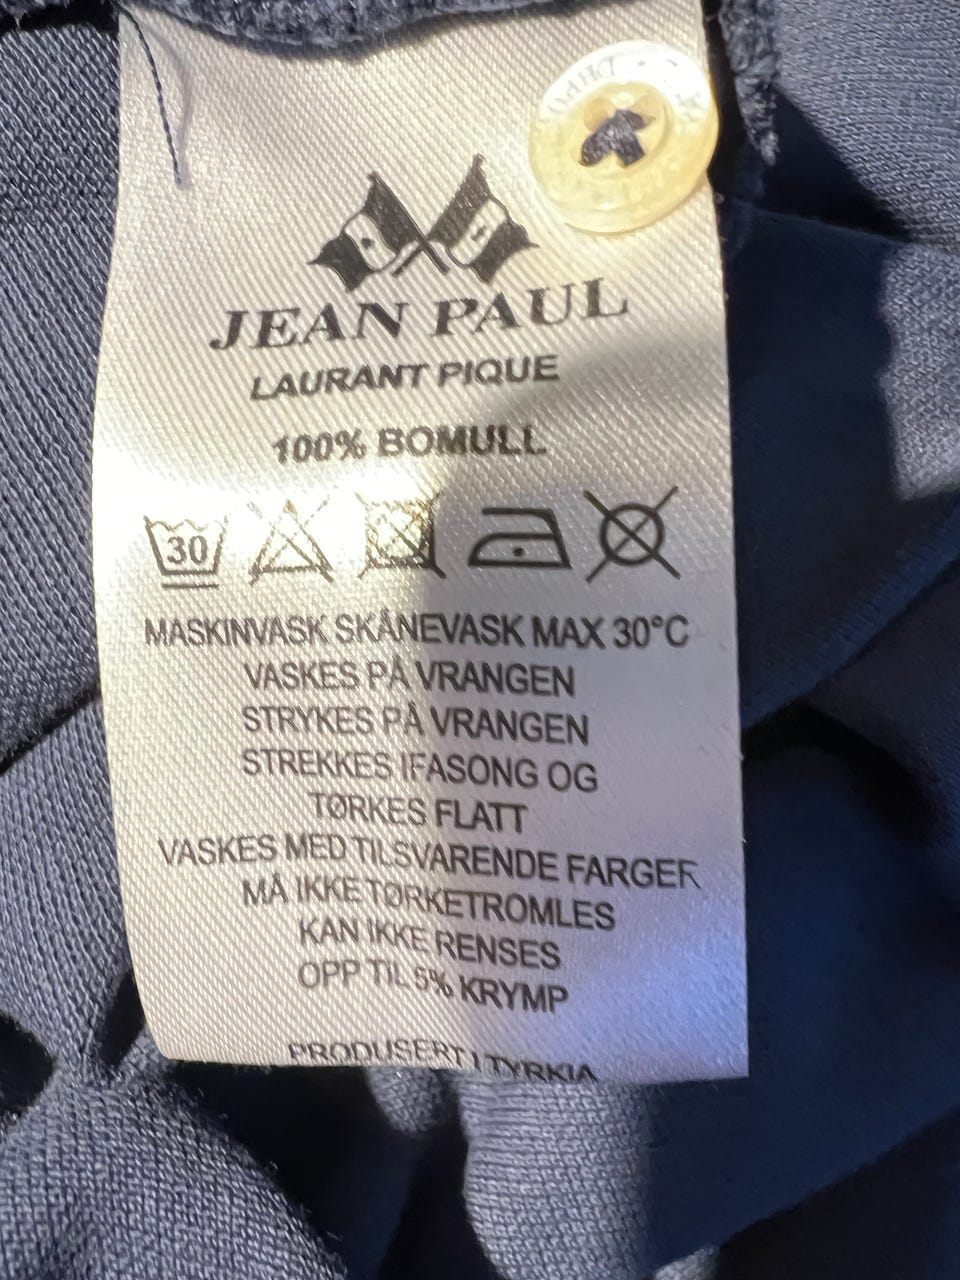 JEAN PAUL
LAURANT PIQUE
100% BOMULL
30
MASKINVASK SKÅNEVASK MAX 30°C
VASKES PÅ VRANGEN
STRYKES PÅ VRANGEN
STREKKES IFASONG OG
TØRKES FLATT
VASKES MED TILSVARENDE FARGER
MÅ IKKE TØRKETROMLES
KAN IKKE RENSES
OPP TIL 5% KRYMP
PRODUSERT I TYRKIA